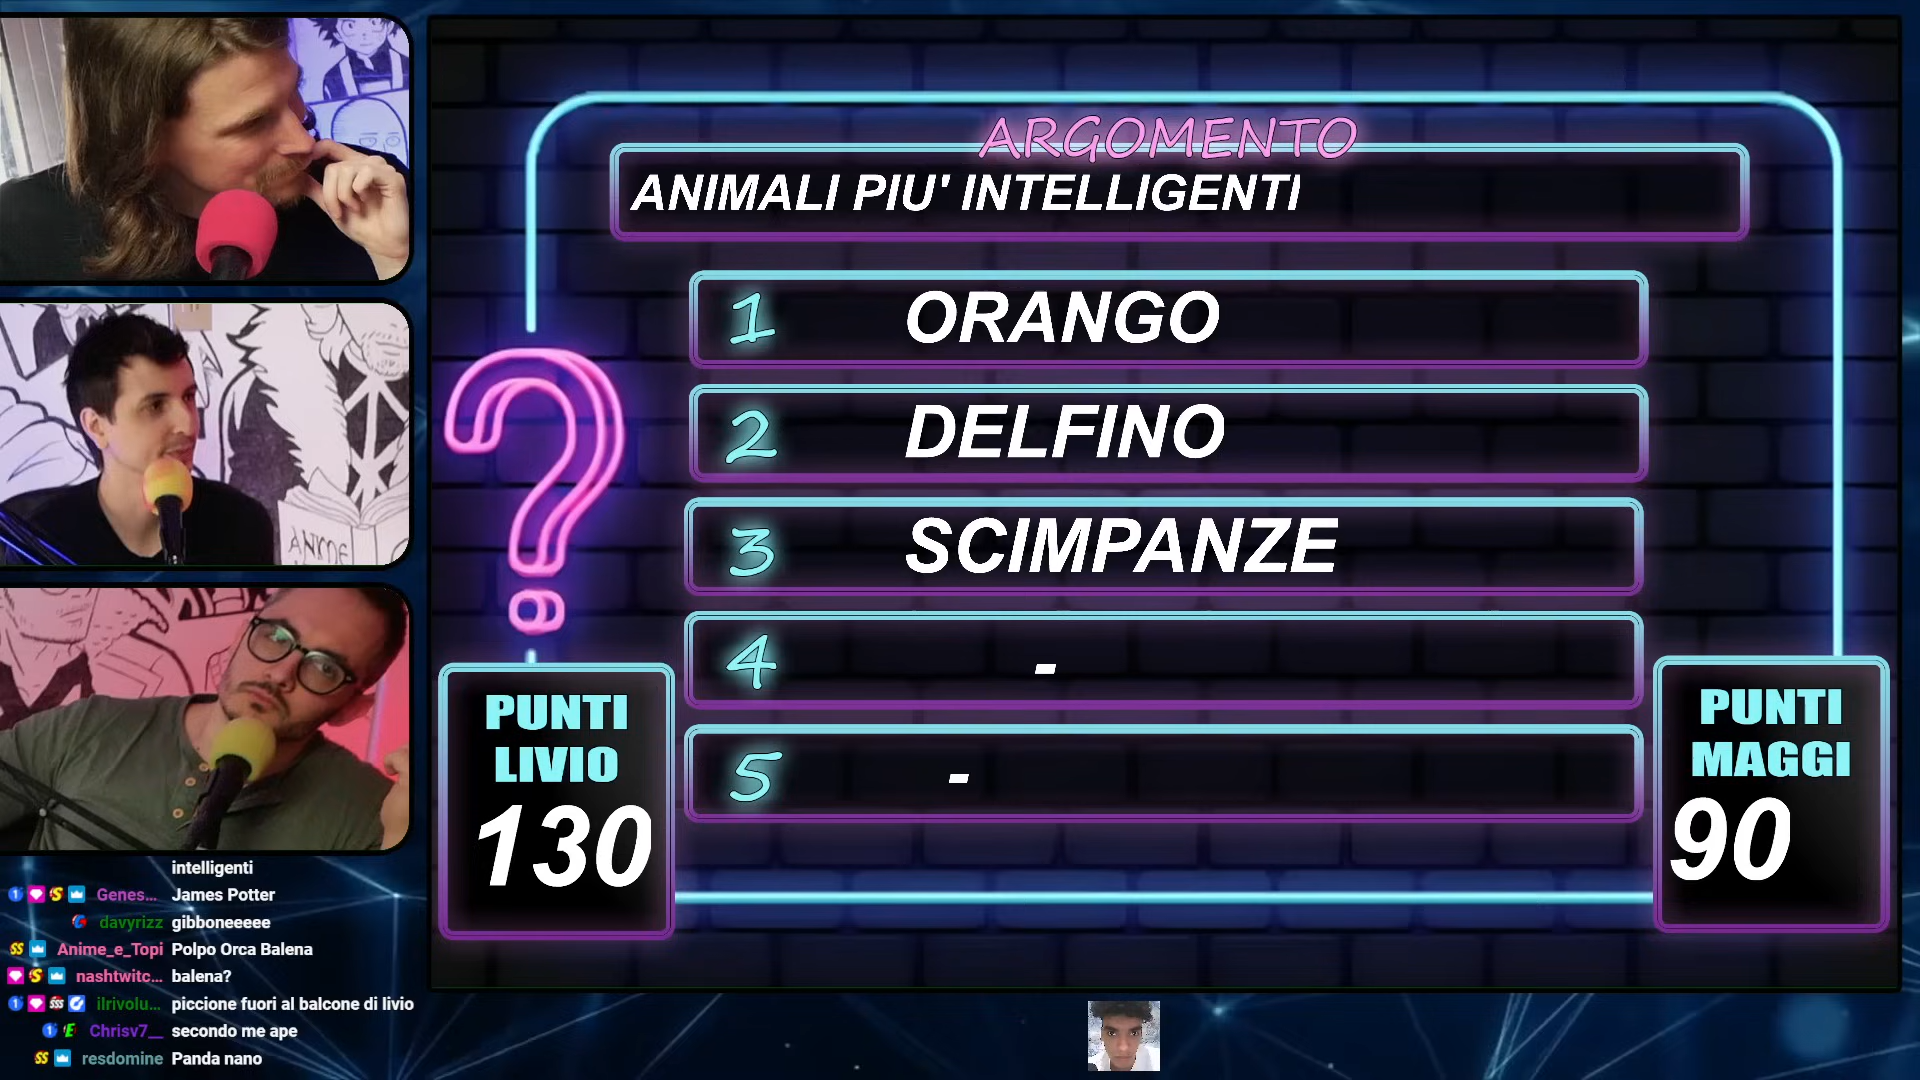 ARGOMENTO
ANIMALI PIU' INTELLIGENTI
1 ORANGO
2 DELFINO
3 SCIMPANZE
4 -
5 -
PUNTI
LIVIO
130
PUNTI
MAGGI
90
ANIME
intelligenti
Genes... James Potter
davyrizz gibboneeeee
Anime_e_Topi Polpo Orca Balena
nashtwitc... balena?
ilrivolu... piccione fuori al balcone di livio
Chrisv7__ secondo me ape
resdomine Panda nano